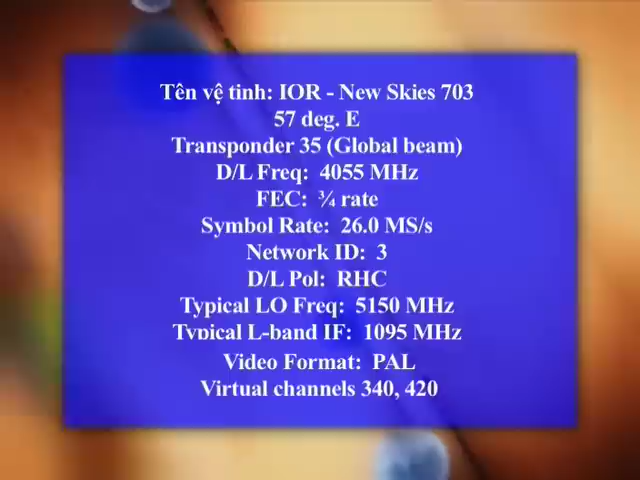 Tên vệ tinh: IOR - New Skies 703
57 deg. E
Transponder 35 (Global beam)
D/L Freq: 4055 MHz
FEC: ¾ rate
Symbol Rate: 26.0 MS/s
Network ID: 3
D/L Pol: RHC
Typical LO Freq: 5150 MHz
Typical L-band IF: 1095 MHz
Video Format: PAL
Virtual channels 340, 420